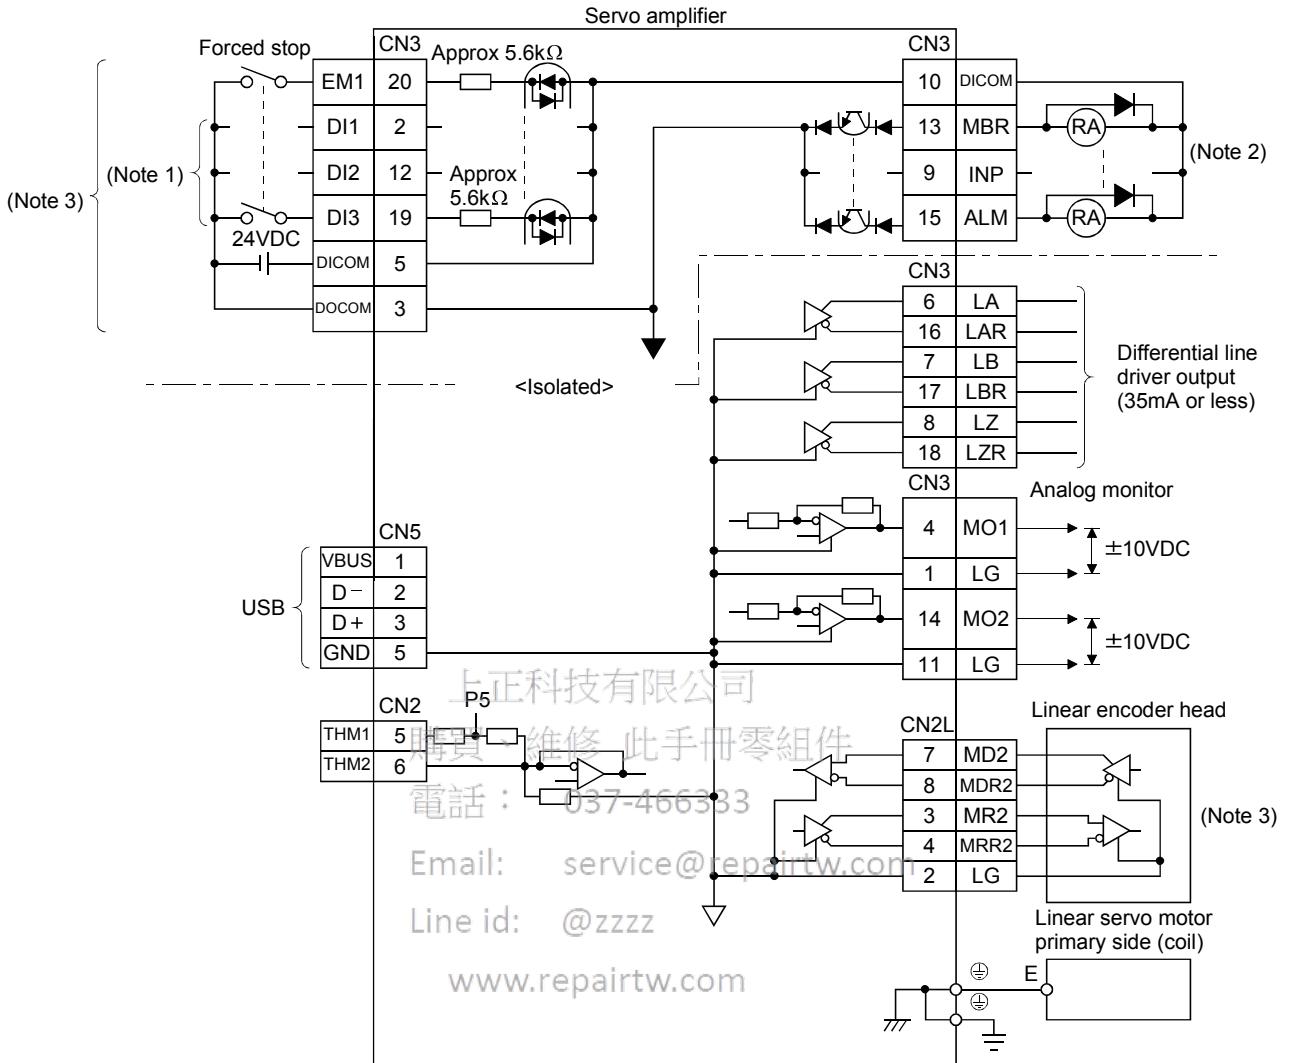 Servo amplifier
Forced stop
CN3
Approx 5.6kΩ
CN3
EM1 20
10 DICOM
DI1 2
13 MBR RA
(Note 1)
DI2 12
Approx
5.6kΩ
9 INP
(Note 2)
(Note 3)
DI3 19
15 ALM RA
24VDC
DICOM 5
CN3
DOCOM 3
6 LA
16 LAR
7 LB
17 LBR
8 LZ
18 LZR
Differential line
driver output
(35mA or less)
<Isolated>
CN3
Analog monitor
4 MO1
±10VDC
1 LG
14 MO2
±10VDC
11 LG
CN5
USB
VBUS 1
D− 2
D+ 3
GND 5
上正科技有限公司
P5
CN2
THM1 5
THM2 6
購買、維修 此手冊零組件
電話： 037-466333
Email: service@repairtw.com
Line id: @zzzz
www.repairtw.com
CN2L
Linear encoder head
7 MD2
8 MDR2
3 MR2
4 MRR2
2 LG
(Note 3)
Linear servo motor
primary side (coil)
E